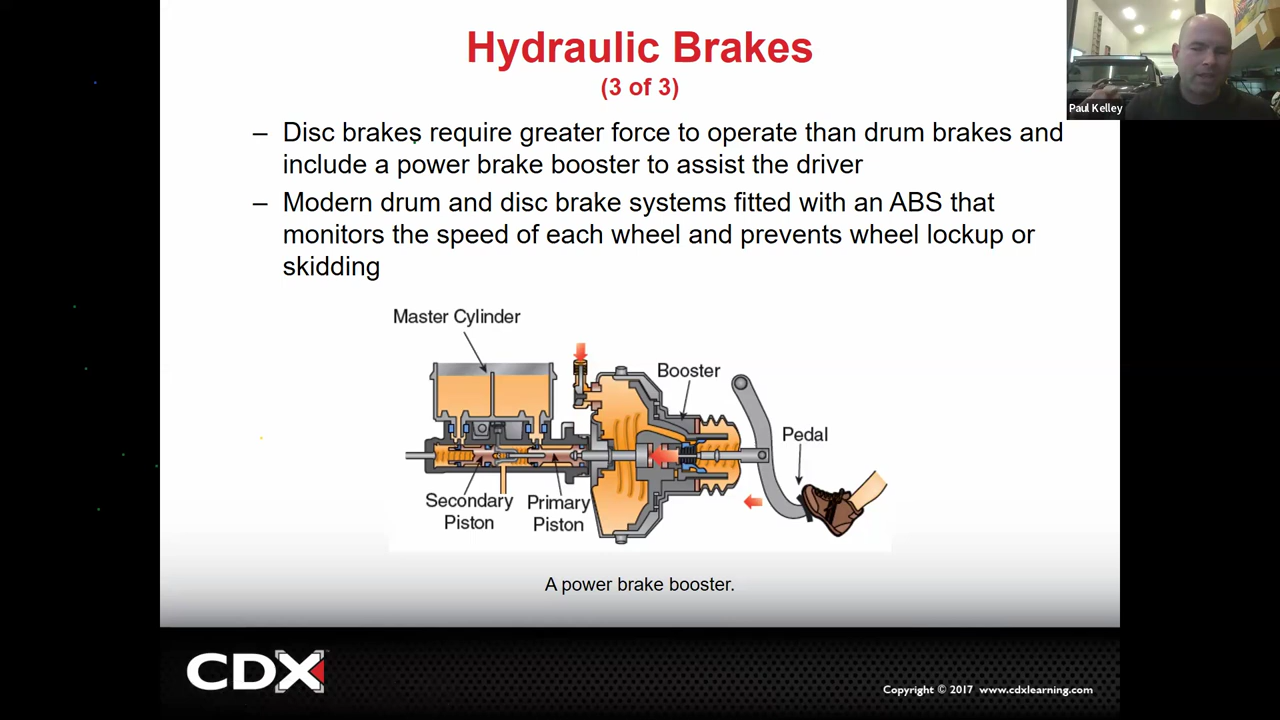 Hydraulic Brakes
(3 of 3)
Paul Kelley
– Disc brakes require greater force to operate than drum brakes and
include a power brake booster to assist the driver
– Modern drum and disc brake systems fitted with an ABS that
monitors the speed of each wheel and prevents wheel lockup or
skidding
Master Cylinder
Booster
Pedal
Secondary
Piston
Primary
Piston
A power brake booster.
CDX
Copyright © 2017 www.cdxlearning.com